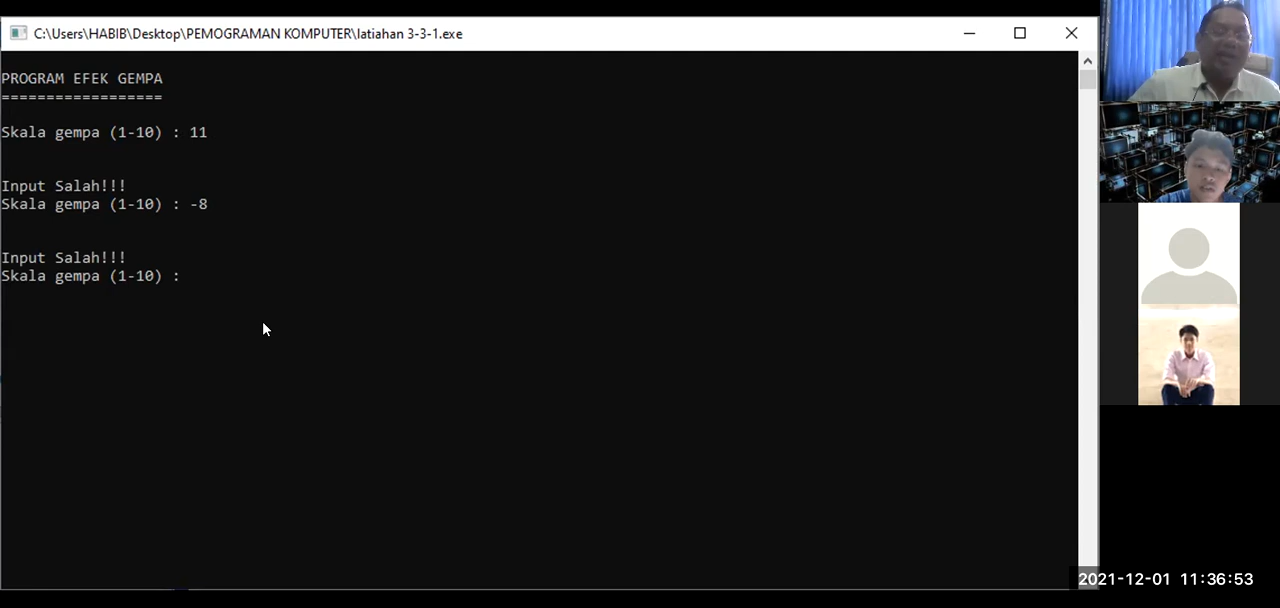 C:\Users\HABIB\Desktop\PEMOGRAMAN KOMPUTER\latiahan 3-3-1.exe
PROGRAM EFEK GEMPA
==================
Skala gempa (1-10) : 11
Input Salah!!!
Skala gempa (1-10) : -8
Input Salah!!!
Skala gempa (1-10) :
2021-12-01 11:36:53